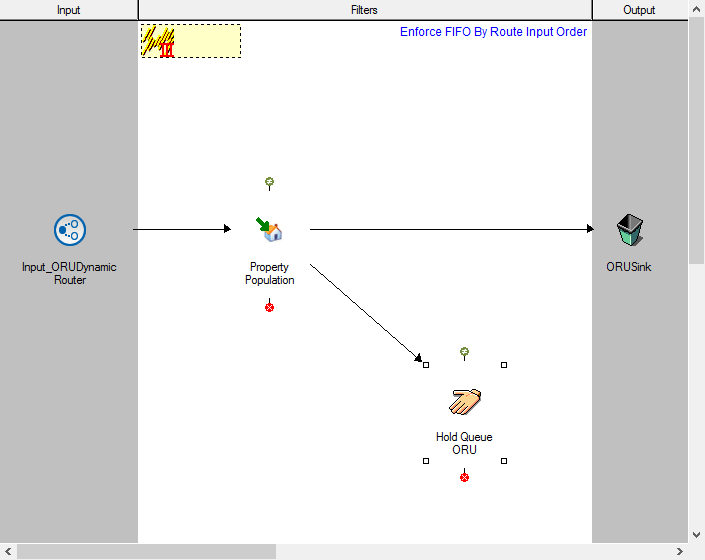 Input
Filters
Output
Enforce FIFO By Route Input Order
Input_ORUDynamic
Router
Property
Population
ORUSink
Hold Queue
ORU